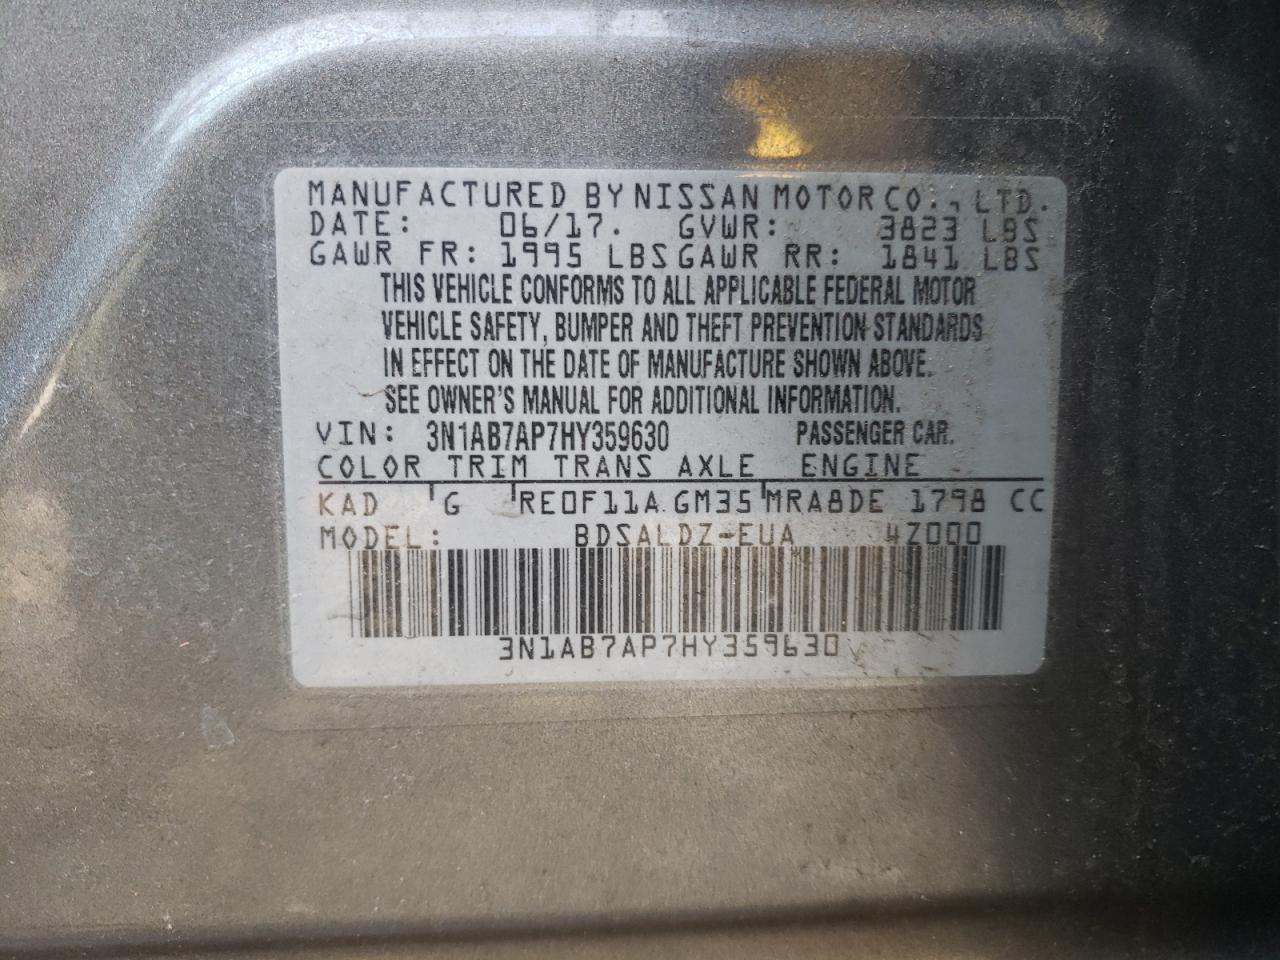 MANUFACTURED BY NISSAN MOTOR CO., LTD.
DATE: 06/17. GVWR: 3823 LBS
GAWR FR: 1995 LBS GAWR RR: 1841 LBS
THIS VEHICLE CONFORMS TO ALL APPLICABLE FEDERAL MOTOR
VEHICLE SAFETY, BUMPER AND THEFT PREVENTION STANDARDS
IN EFFECT ON THE DATE OF MANUFACTURE SHOWN ABOVE.
SEE OWNER'S MANUAL FOR ADDITIONAL INFORMATION.
VIN: 3N1AB7AP7HY359630 PASSENGER CAR.
COLOR TRIM TRANS AXLE ENGINE
KAD G RE0F11A GM35 MRA8DE 1798 CC
MODEL: BDSALDZ-EUA 4Z000
3N1AB7AP7HY359630